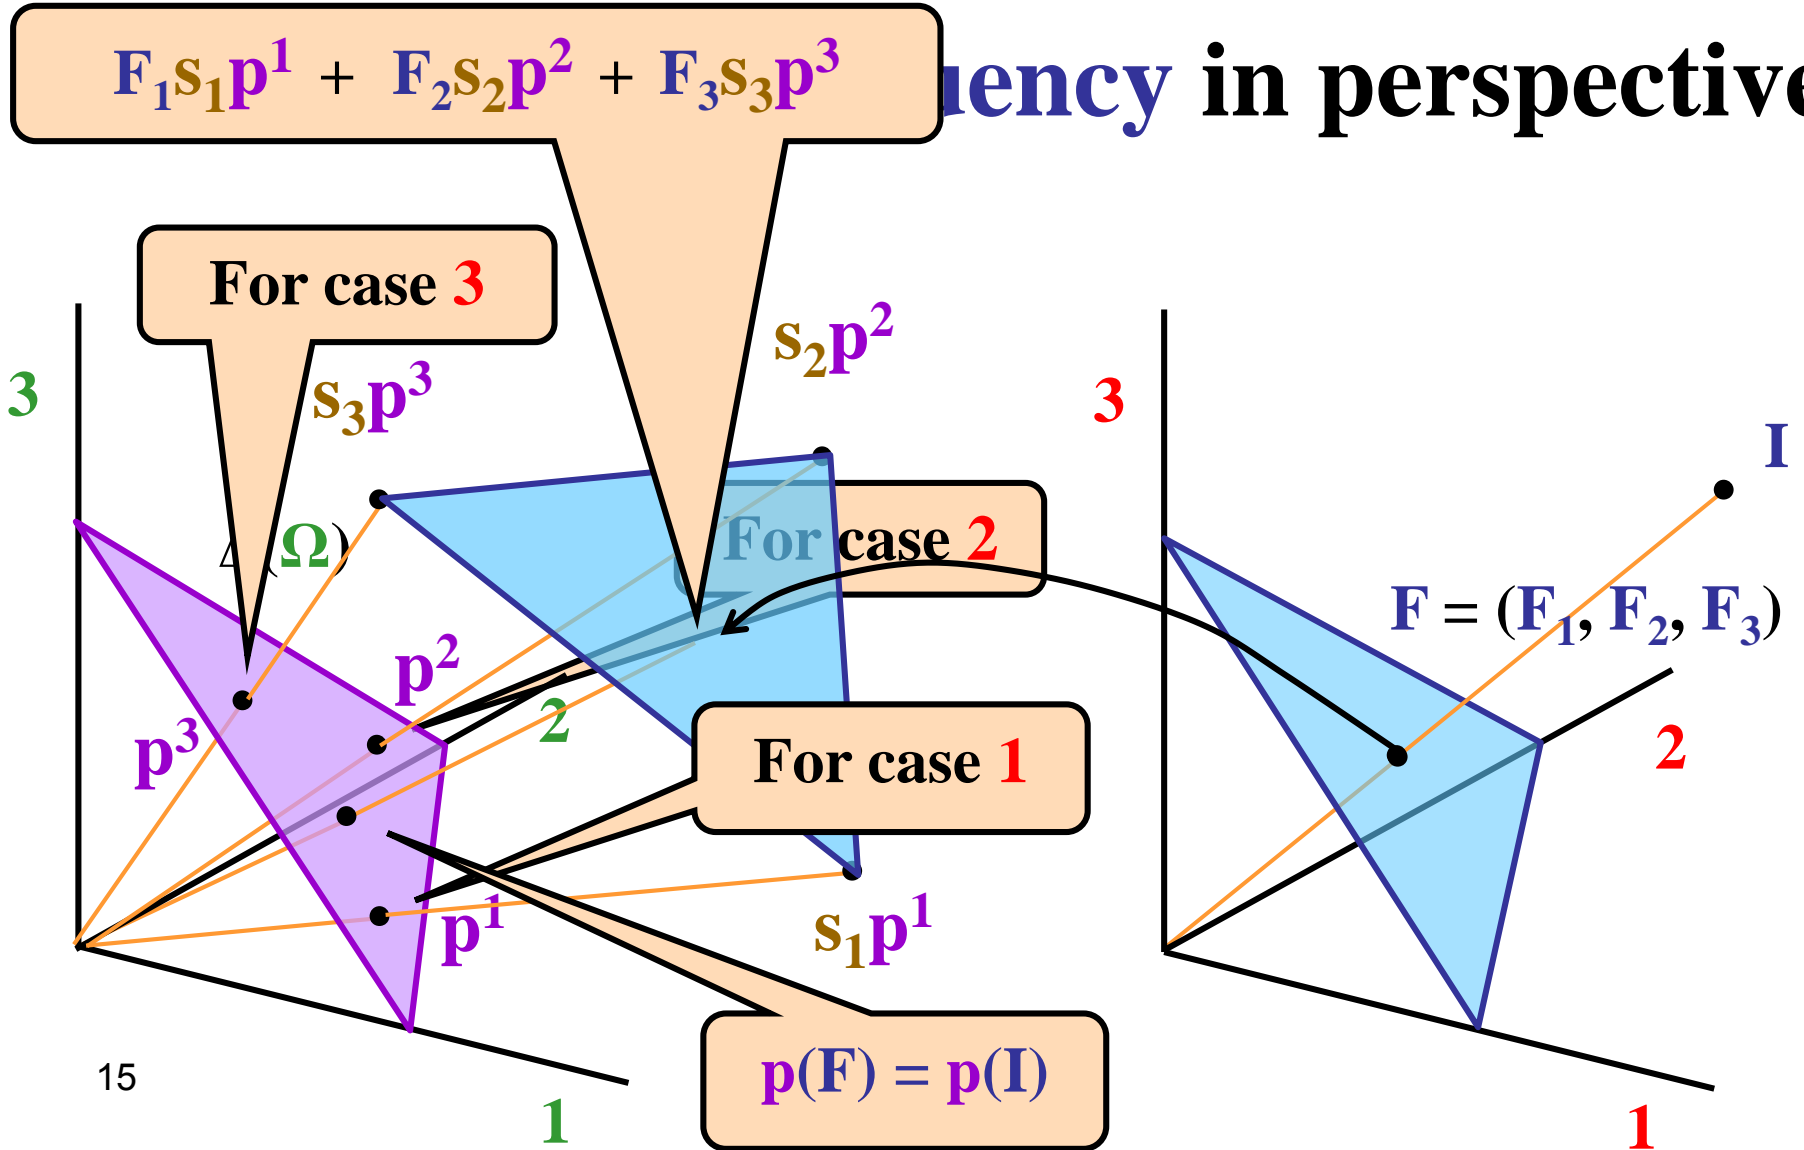 F₁s₁p¹ + F₂s₂p² + F₃s₃p³
in perspective
For case 3
s₂p²
s₃p³
3
3
I
(Ω)
For case 2
F = (F₁, F₂, F₃)
p²
2
p³
2
For case 1
p¹
s₁p¹
p(F) = p(I)
15
1
1